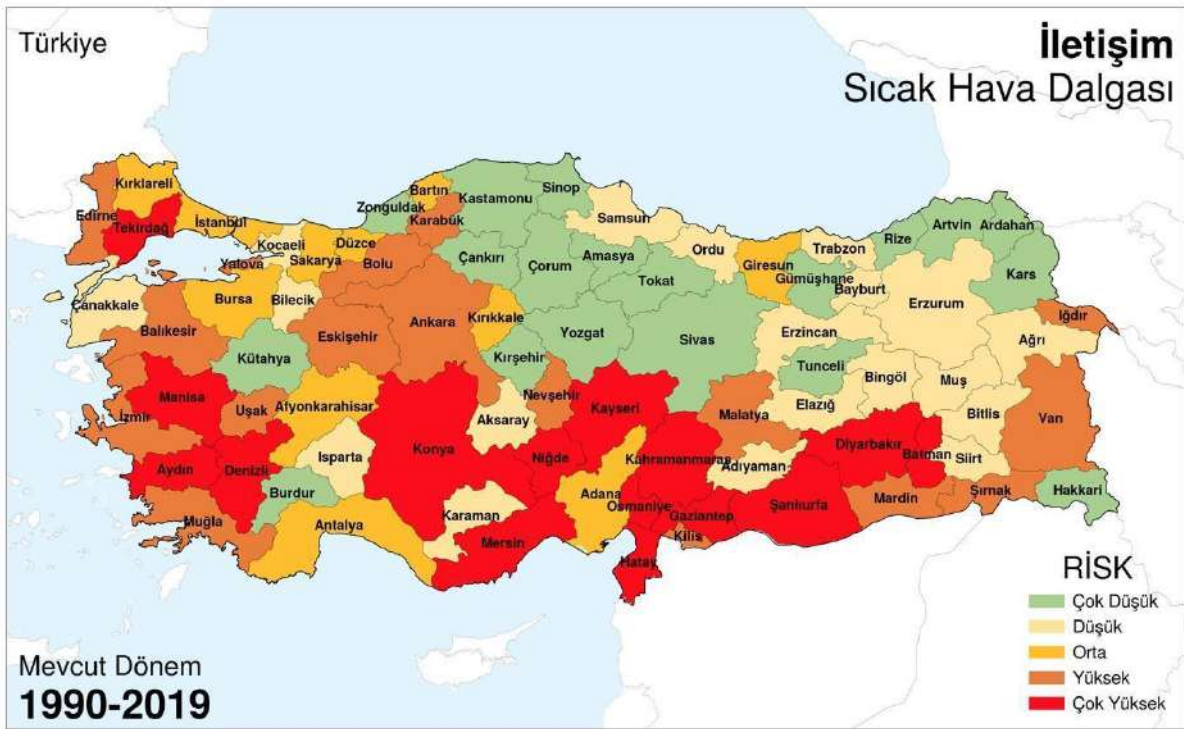 Türkiye
İletişim
Sıcak Hava Dalgası
Kırklareli
Edirne
Tekirdağ
İstanbul
Kocaeli
Yalova
Sakarya
Düzce
Zonguldak
Bartın
Karabük
Kastamonu
Sinop
Samsun
Ordu
Giresun
Trabzon
Gümüşhane
Rize
Artvin
Ardahan
Kars
Bolu
Çankırı
Çorum
Amasya
Tokat
Bayburt
Erzurum
Iğdır
Ağrı
Çanakkale
Balıkesir
Bursa
Bilecik
Eskişehir
Ankara
Kırıkkale
Yozgat
Sivas
Erzincan
Tunceli
Bingöl
Muş
Kütahya
Kırşehir
Manisa
Uşak
Afyonkarahisar
Nevşehir
Kayseri
Malatya
Elazığ
Bitlis
Van
İzmir
Aksaray
Konya
Niğde
Kahramanmaraş
Adıyaman
Diyarbakır
Batman
Siirt
Aydın
Denizli
Isparta
Burdur
Adana
Osmaniye
Gaziantep
Şanlıurfa
Mardin
Şırnak
Hakkari
Muğla
Antalya
Karaman
Mersin
Kilis
Hatay
RİSK
Çok Düşük
Düşük
Orta
Yüksek
Çok Yüksek
Mevcut Dönem
1990-2019